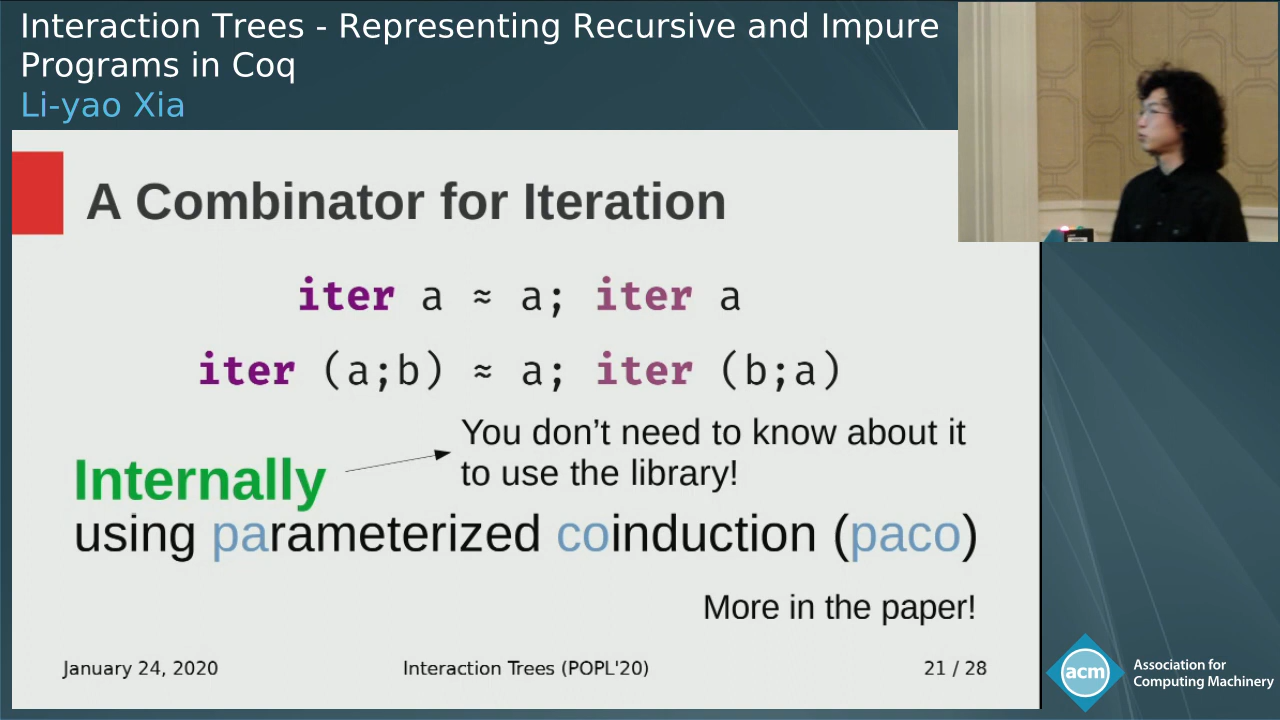 Interaction Trees - Representing Recursive and Impure
Programs in Coq
Li-yao Xia
A Combinator for Iteration
iter a ≈ a; iter a
iter (a;b) ≈ a; iter (b;a)
You don’t need to know about it
to use the library!
Internally
using parameterized coinduction (paco)
More in the paper!
January 24, 2020
Interaction Trees (POPL'20)
21 / 28
acm
Association for
Computing Machinery